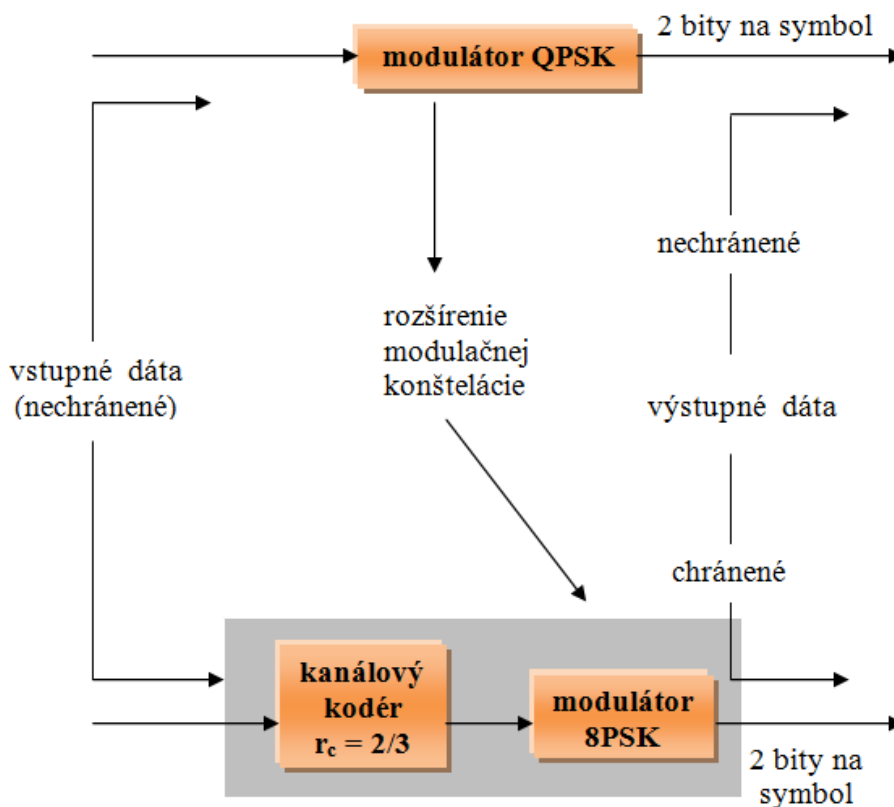 2 bity na symbol
modulátor QPSK
nechránené
rozšírenie
modulačnej
konštelácie
vstupné dáta
(nechránené)
výstupné dáta
chránené
kanálový
kodér
r_c = 2/3
modulátor
8PSK
2 bity na
symbol